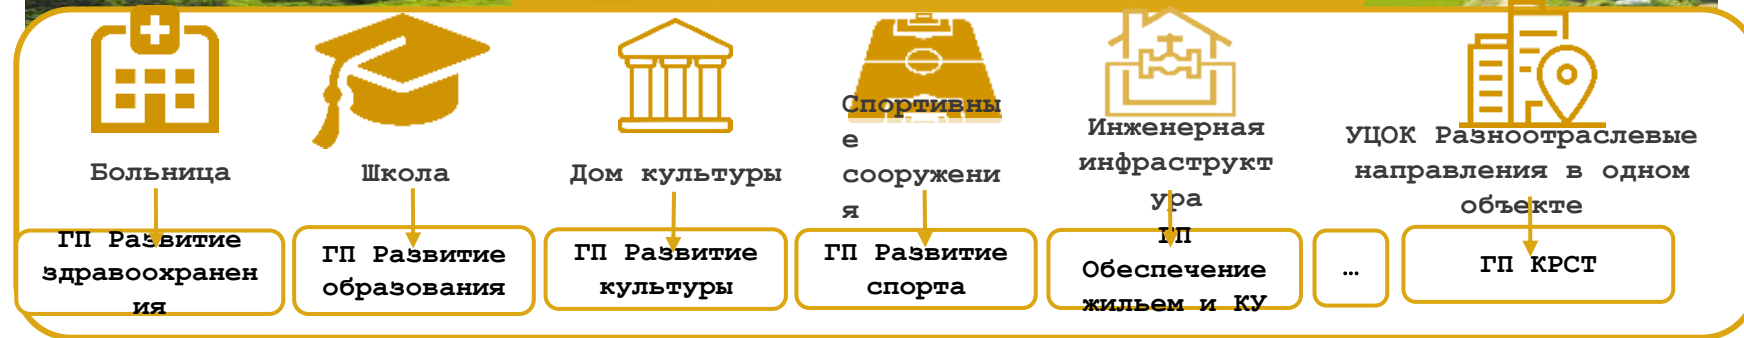 Больница
Школа
Дом культуры
Спортивны
е
сооружени
я
Инженерная
инфраструкт
ура
УЦОК Разноотраслевые
направления в одном
объекте
ГП Развитие
здравоохранен
ия
ГП Развитие
образования
ГП Развитие
культуры
ГП Развитие
спорта
ГП
Обеспечение
жильем и КУ
…
ГП КРСТ